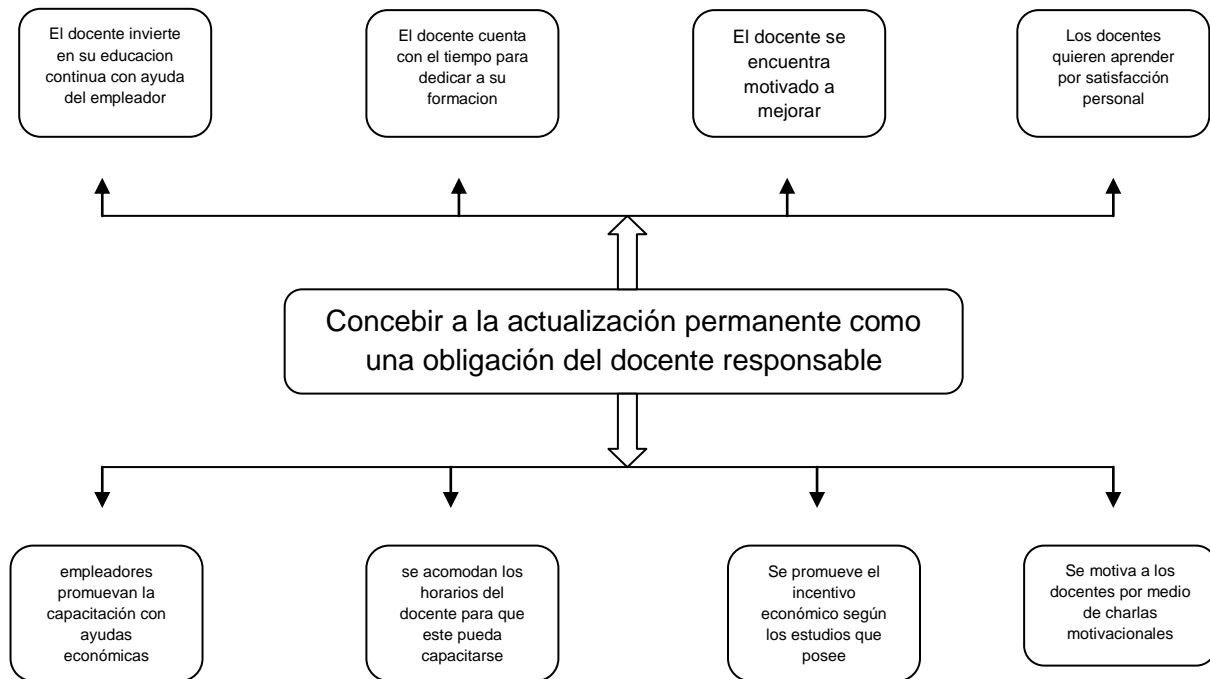 El docente invierte
en su educacion
continua con ayuda
del empleador
El docente cuenta
con el tiempo para
dedicar a su
formacion
El docente se
encuentra
motivado a
mejorar
Los docentes
quieren aprender
por satisfacción
personal
Concebir a la actualización permanente como
una obligación del docente responsable
empleadores
promuevan la
capacitación con
ayudas
económicas
se acomodan los
horarios del
docente para que
este pueda
capacitarse
Se promueve el
incentivo
económico según
los estudios que
posee
Se motiva a los
docentes por medio
de charlas
motivacionales